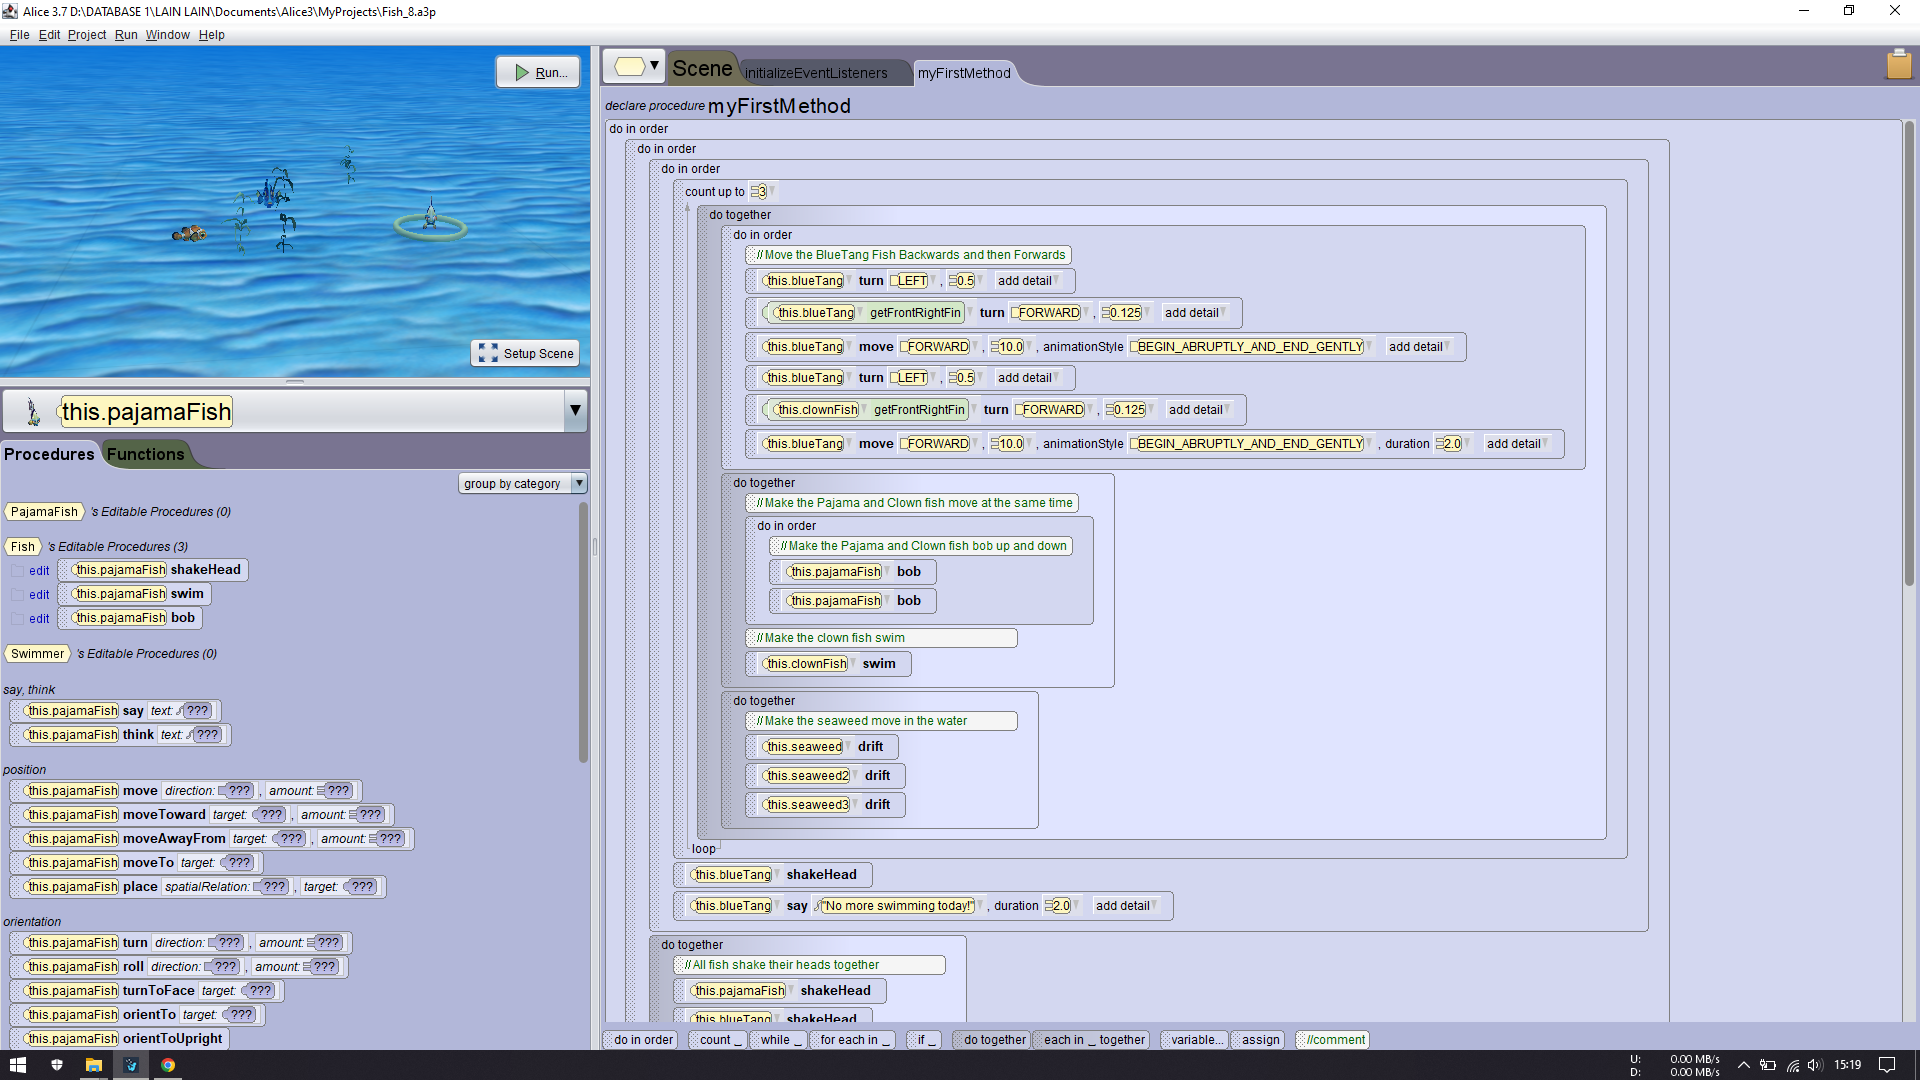 Alice 3.7 D:\DATABASE 1\LAIN LAIN\Documents\Alice3\MyProjects\Fish_8.a3p
File Edit Project Run Window Help
Run...
Setup Scene
this.pajamaFish
Procedures Functions
group by category
PajamaFish 's Editable Procedures (0)
Fish 's Editable Procedures (3)
edit this.pajamaFish shakeHead
edit this.pajamaFish swim
edit this.pajamaFish bob
Swimmer 's Editable Procedures (0)
say, think
this.pajamaFish say text: ???
this.pajamaFish think text: ???
position
this.pajamaFish move direction: ??? , amount: ???
this.pajamaFish moveToward target: ??? , amount: ???
this.pajamaFish moveAwayFrom target: ??? , amount: ???
this.pajamaFish moveTo target: ???
this.pajamaFish place spatialRelation: ??? , target: ???
orientation
this.pajamaFish turn direction: ??? , amount: ???
this.pajamaFish roll direction: ??? , amount: ???
this.pajamaFish turnToFace target: ???
this.pajamaFish orientTo target: ???
this.pajamaFish orientToUpright
Scene initializeEventListeners myFirstMethod
declare procedure myFirstMethod
do in order
do in order
do in order
count up to 3
do together
do in order
//Move the BlueTang Fish Backwards and then Forwards
this.blueTang turn LEFT , 0.5 add detail
this.blueTang getFrontRightFin turn FORWARD , 0.125 add detail
this.blueTang move FORWARD , 10.0 , animationStyle BEGIN_ABRUPTLY_AND_END_GENTLY add detail
this.blueTang turn LEFT , 0.5 add detail
this.clownFish getFrontRightFin turn FORWARD , 0.125 add detail
this.blueTang move FORWARD , 10.0 , animationStyle BEGIN_ABRUPTLY_AND_END_GENTLY , duration 2.0 add detail
do together
//Make the Pajama and Clown fish move at the same time
do in order
//Make the Pajama and Clown fish bob up and down
this.pajamaFish bob
this.pajamaFish bob
//Make the clown fish swim
this.clownFish swim
do together
//Make the seaweed move in the water
this.seaweed drift
this.seaweed2 drift
this.seaweed3 drift
loop
this.blueTang shakeHead
this.blueTang say "No more swimming today!" , duration 2.0 add detail
do together
//All fish shake their heads together
this.pajamaFish shakeHead
this.blueTang shakeHead
do in order count _ while _ for each in _ if _ do together each in _ together variable... assign //comment
U: 0.00 MB/s
D: 0.00 MB/s
15:19